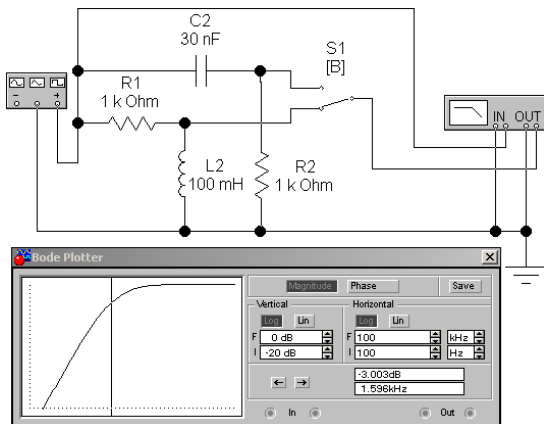 C2
30 nF
S1
[B]
R1
1 k Ohm
IN OUT
L2
100 mH
R2
1 k Ohm
- +
Bode Plotter
Magnitude Phase Save
Vertical Horizontal
Log Lin Log Lin
F 0 dB F 100 kHz
I -20 dB I 100 Hz
← → -3.003dB
1.596kHz
In Out